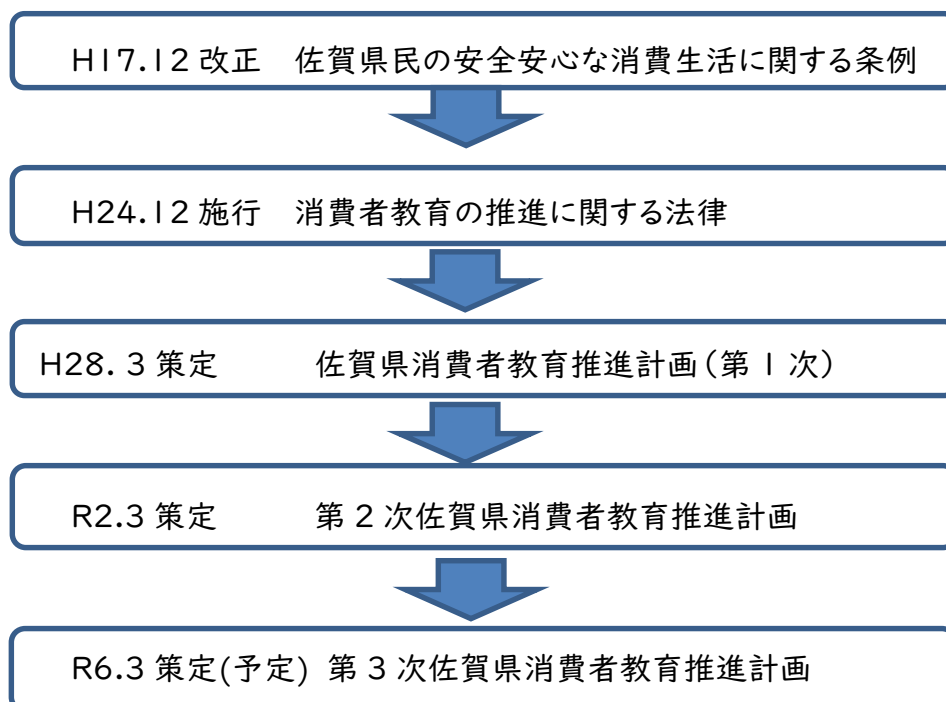 H17.12改正 佐賀県民の安全安心な消費生活に関する条例
H24.12施行 消費者教育の推進に関する法律
H28.3策定 佐賀県消費者教育推進計画(第1次)
R2.3策定 第2次佐賀県消費者教育推進計画
R6.3策定(予定) 第3次佐賀県消費者教育推進計画